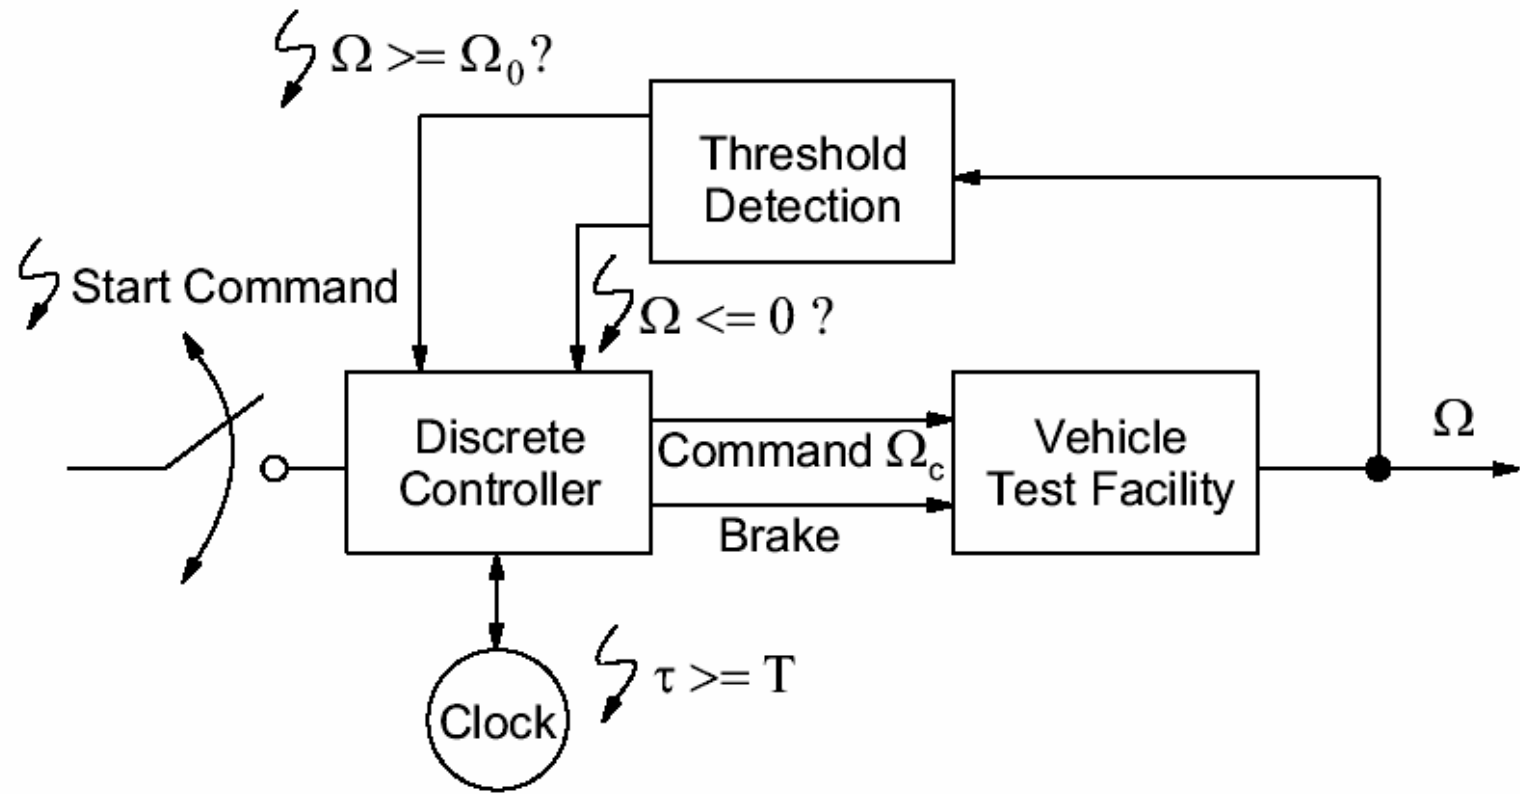 Ω >= Ω₀ ?
Threshold
Detection
Start Command
Ω <= 0 ?
Discrete
Controller
Command Ωc
Brake
Vehicle
Test Facility
Ω
Clock
τ >= T